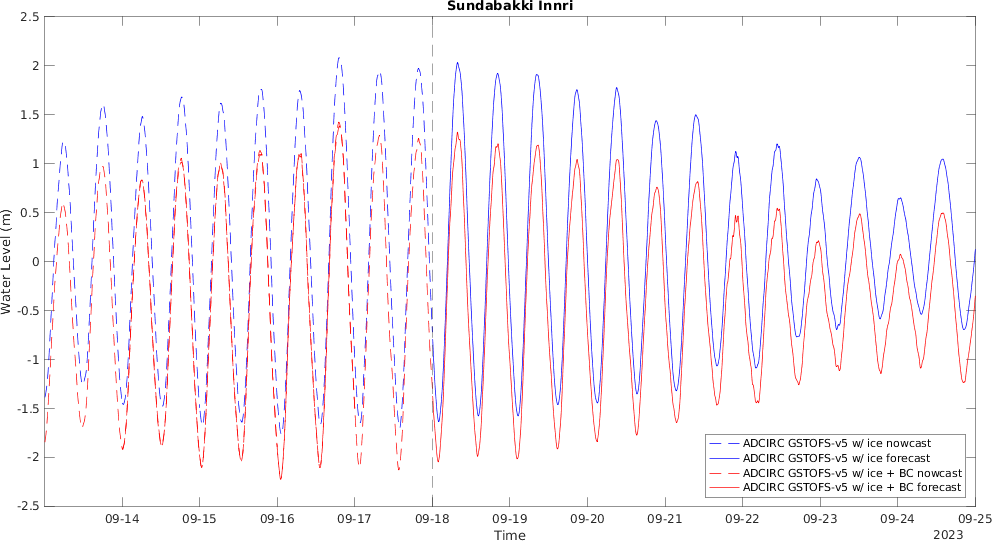 Sundabakki Innri
2.5
2
1.5
1
0.5
0
-0.5
-1
-1.5
-2
-2.5
Water Level (m)
09-14 09-15 09-16 09-17 09-18 09-19 09-20 09-21 09-22 09-23 09-24 09-25
Time
2023
ADCIRC GSTOFS-v5 w/ ice nowcast
ADCIRC GSTOFS-v5 w/ ice forecast
ADCIRC GSTOFS-v5 w/ ice + BC nowcast
ADCIRC GSTOFS-v5 w/ ice + BC forecast